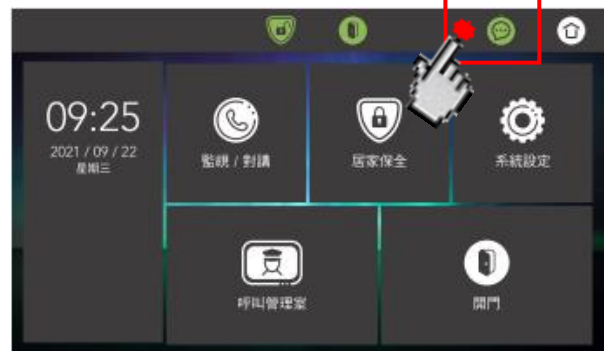 09:25
2021 / 09 / 22
星期三
監視 / 對講
居家保全
系統設定
呼叫管理室
開門